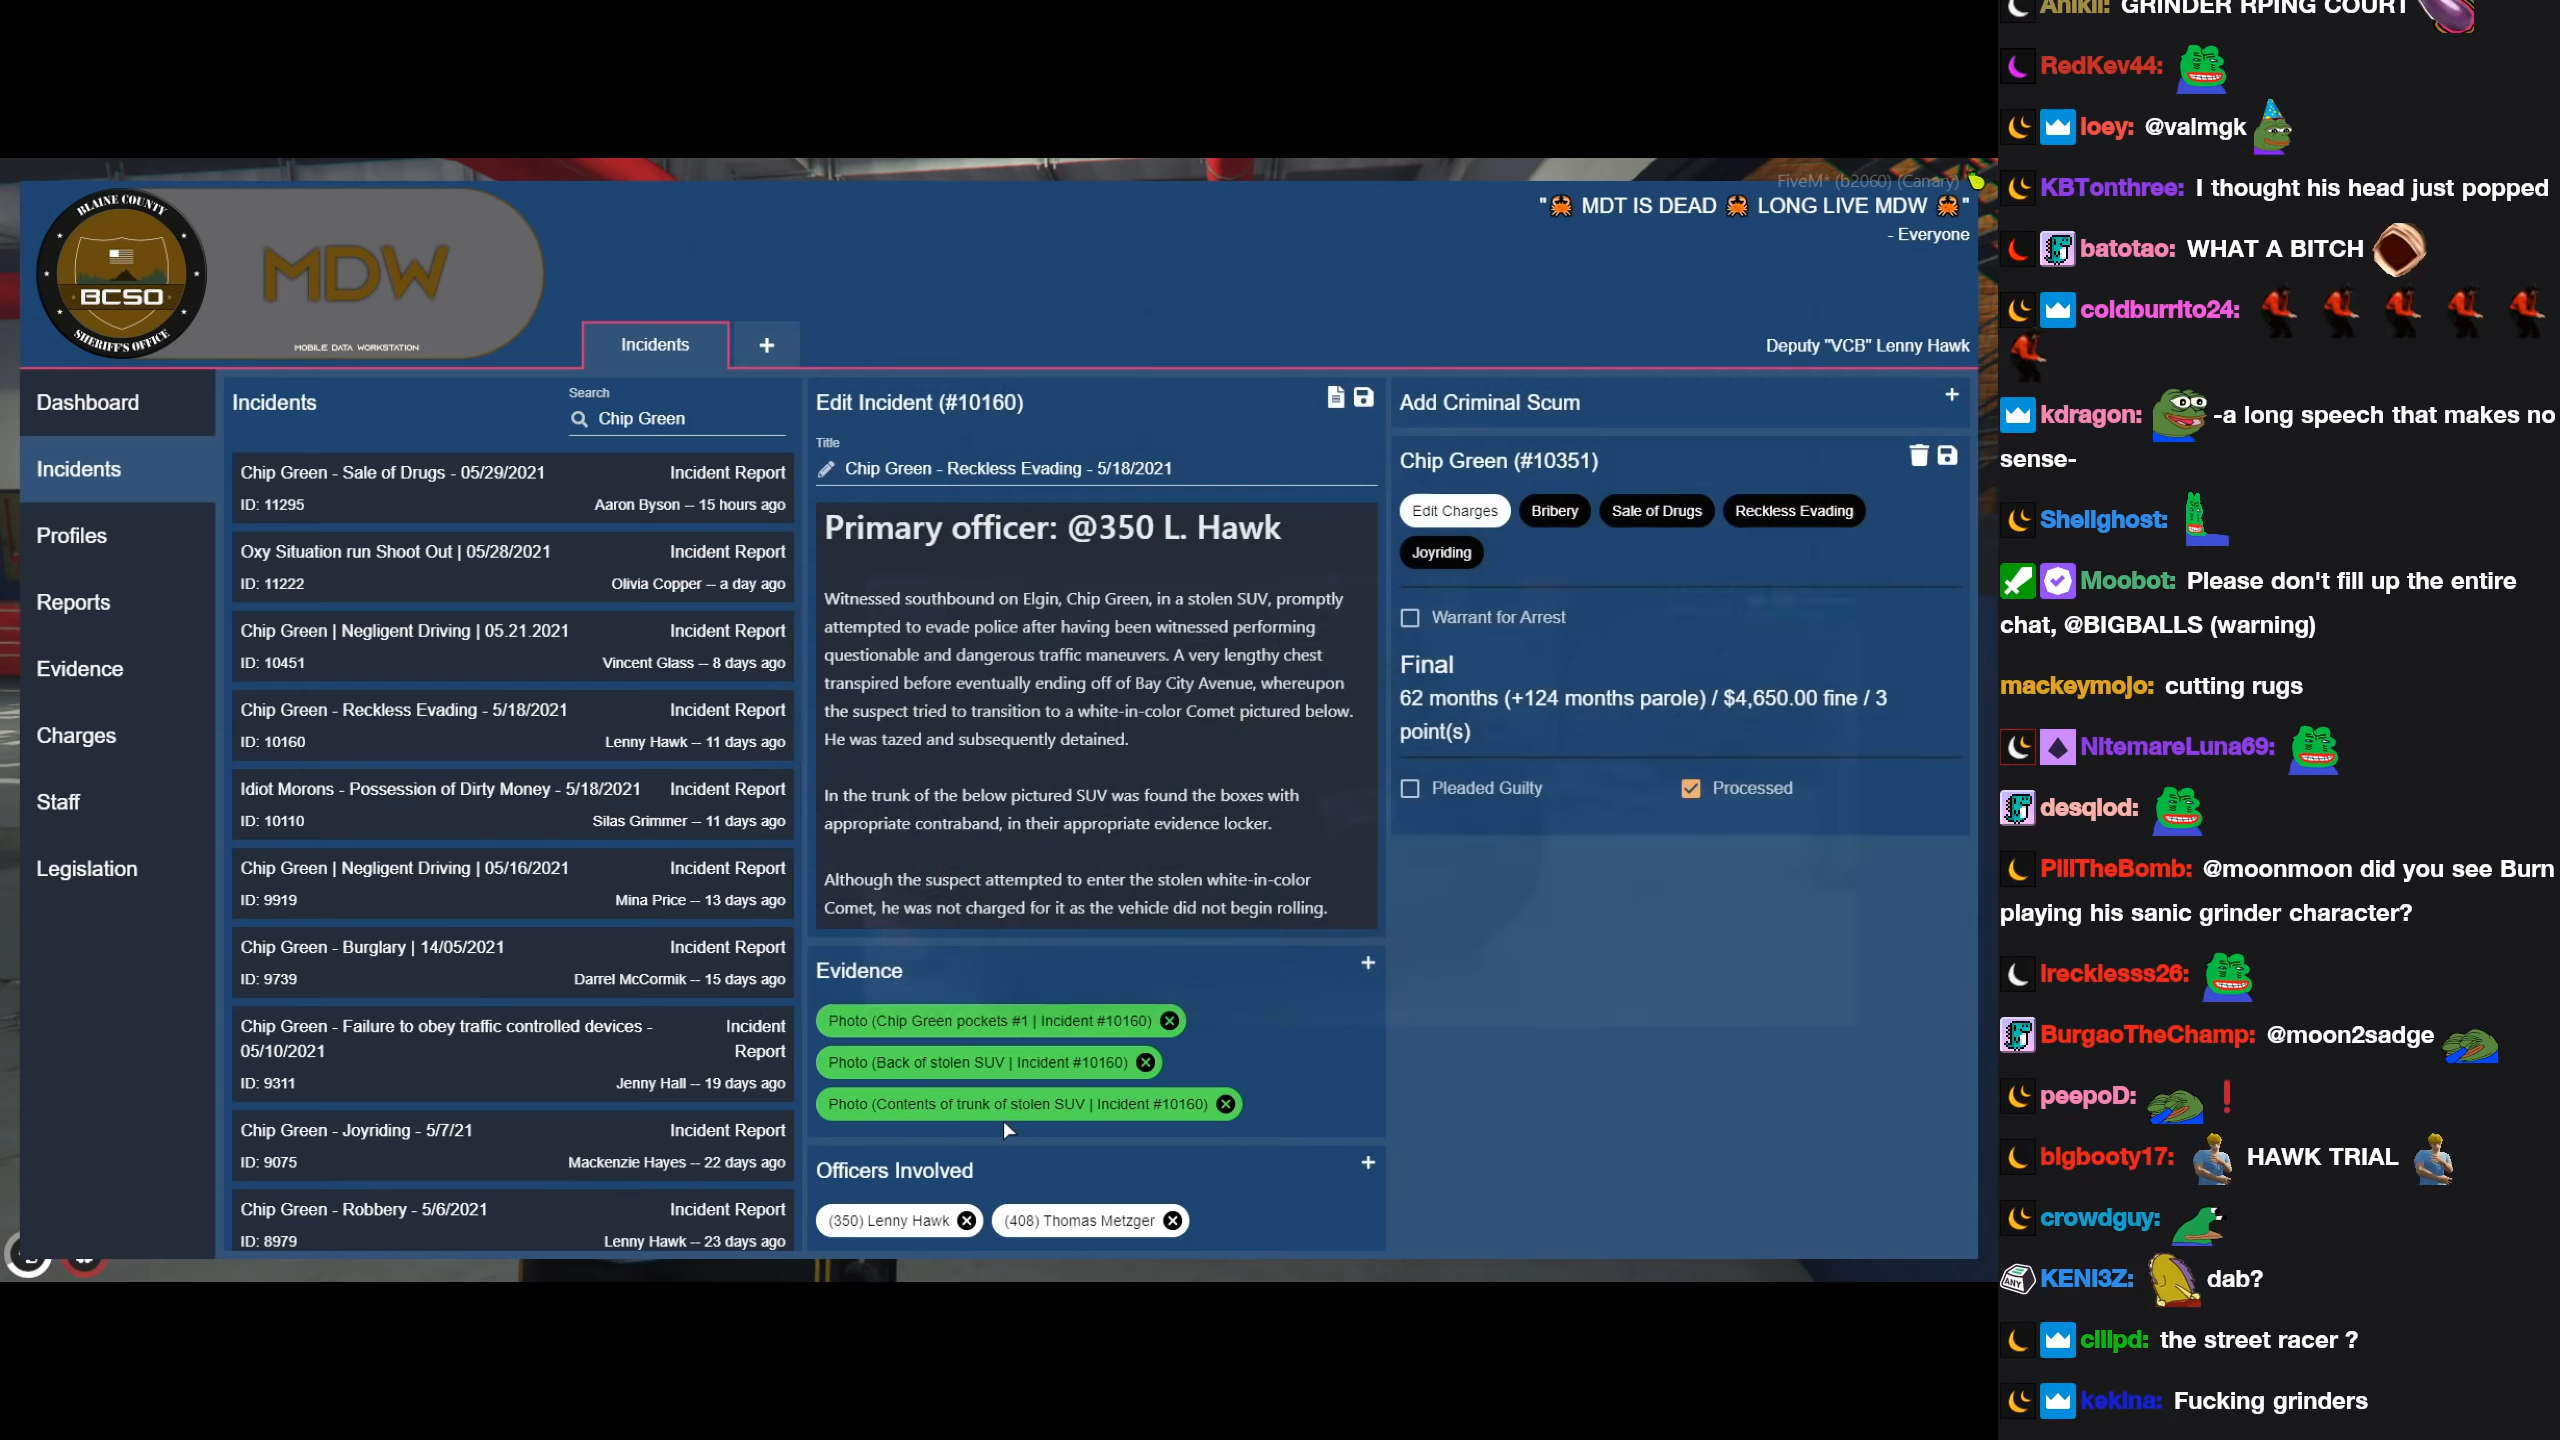 FiveM* (b2060) (Canary)
"🦀 MDT IS DEAD 🦀 LONG LIVE MDW 🦀"
- Everyone
BLAINE COUNTY
BCSO
SHERIFF'S OFFICE
MDW
MOBILE DATA WORKSTATION
Incidents
+
Deputy "VCB" Lenny Hawk
Dashboard
Incidents
Profiles
Reports
Evidence
Charges
Staff
Legislation
Incidents
Search
Chip Green
Chip Green - Sale of Drugs - 05/29/2021 Incident Report
ID: 11295 Aaron Byson -- 15 hours ago
Oxy Situation run Shoot Out | 05/28/2021 Incident Report
ID: 11222 Olivia Copper -- a day ago
Chip Green | Negligent Driving | 05.21.2021 Incident Report
ID: 10451 Vincent Glass -- 8 days ago
Chip Green - Reckless Evading - 5/18/2021 Incident Report
ID: 10160 Lenny Hawk -- 11 days ago
Idiot Morons - Possession of Dirty Money - 5/18/2021 Incident Report
ID: 10110 Silas Grimmer -- 11 days ago
Chip Green | Negligent Driving | 05/16/2021 Incident Report
ID: 9919 Mina Price -- 13 days ago
Chip Green - Burglary | 14/05/2021 Incident Report
ID: 9739 Darrel McCormik -- 15 days ago
Chip Green - Failure to obey traffic controlled devices - Incident
05/10/2021 Report
ID: 9311 Jenny Hall -- 19 days ago
Chip Green - Joyriding - 5/7/21 Incident Report
ID: 9075 Mackenzie Hayes -- 22 days ago
Chip Green - Robbery - 5/6/2021 Incident Report
ID: 8979 Lenny Hawk -- 23 days ago
Edit Incident (#10160)
Title
Chip Green - Reckless Evading - 5/18/2021
Primary officer: @350 L. Hawk
Witnessed southbound on Elgin, Chip Green, in a stolen SUV, promptly
attempted to evade police after having been witnessed performing
questionable and dangerous traffic maneuvers. A very lengthy chest
transpired before eventually ending off of Bay City Avenue, whereupon
the suspect tried to transition to a white-in-color Comet pictured below.
He was tazed and subsequently detained.
In the trunk of the below pictured SUV was found the boxes with
appropriate contraband, in their appropriate evidence locker.
Although the suspect attempted to enter the stolen white-in-color
Comet, he was not charged for it as the vehicle did not begin rolling.
Evidence +
Photo (Chip Green pockets #1 | Incident #10160)
Photo (Back of stolen SUV | Incident #10160)
Photo (Contents of trunk of stolen SUV | Incident #10160)
Officers Involved +
(350) Lenny Hawk (408) Thomas Metzger
Add Criminal Scum +
Chip Green (#10351)
Edit Charges Bribery Sale of Drugs Reckless Evading
Joyriding
Warrant for Arrest
Final
62 months (+124 months parole) / $4,650.00 fine / 3
point(s)
Pleaded Guilty Processed
Anikii: GRINDER RPING COURT
RedKev44:
loey: @valmgk
KBTonthree: I thought his head just popped
batotao: WHAT A BITCH
coldburrito24:
kdragon: -a long speech that makes no
sense-
Shellghost:
Moobot: Please don't fill up the entire
chat, @BIGBALLS (warning)
mackeymojo: cutting rugs
NitemareLuna69:
desqlod:
PillTheBomb: @moonmoon did you see Burn
playing his sanic grinder character?
irecklesss26:
BurgaoTheChamp: @moon2sadge
peepoD: ❗
bigbooty17: HAWK TRIAL
crowdguy:
ANY
KENI3Z: dab?
clllpd: the street racer ?
kekina: Fucking grinders